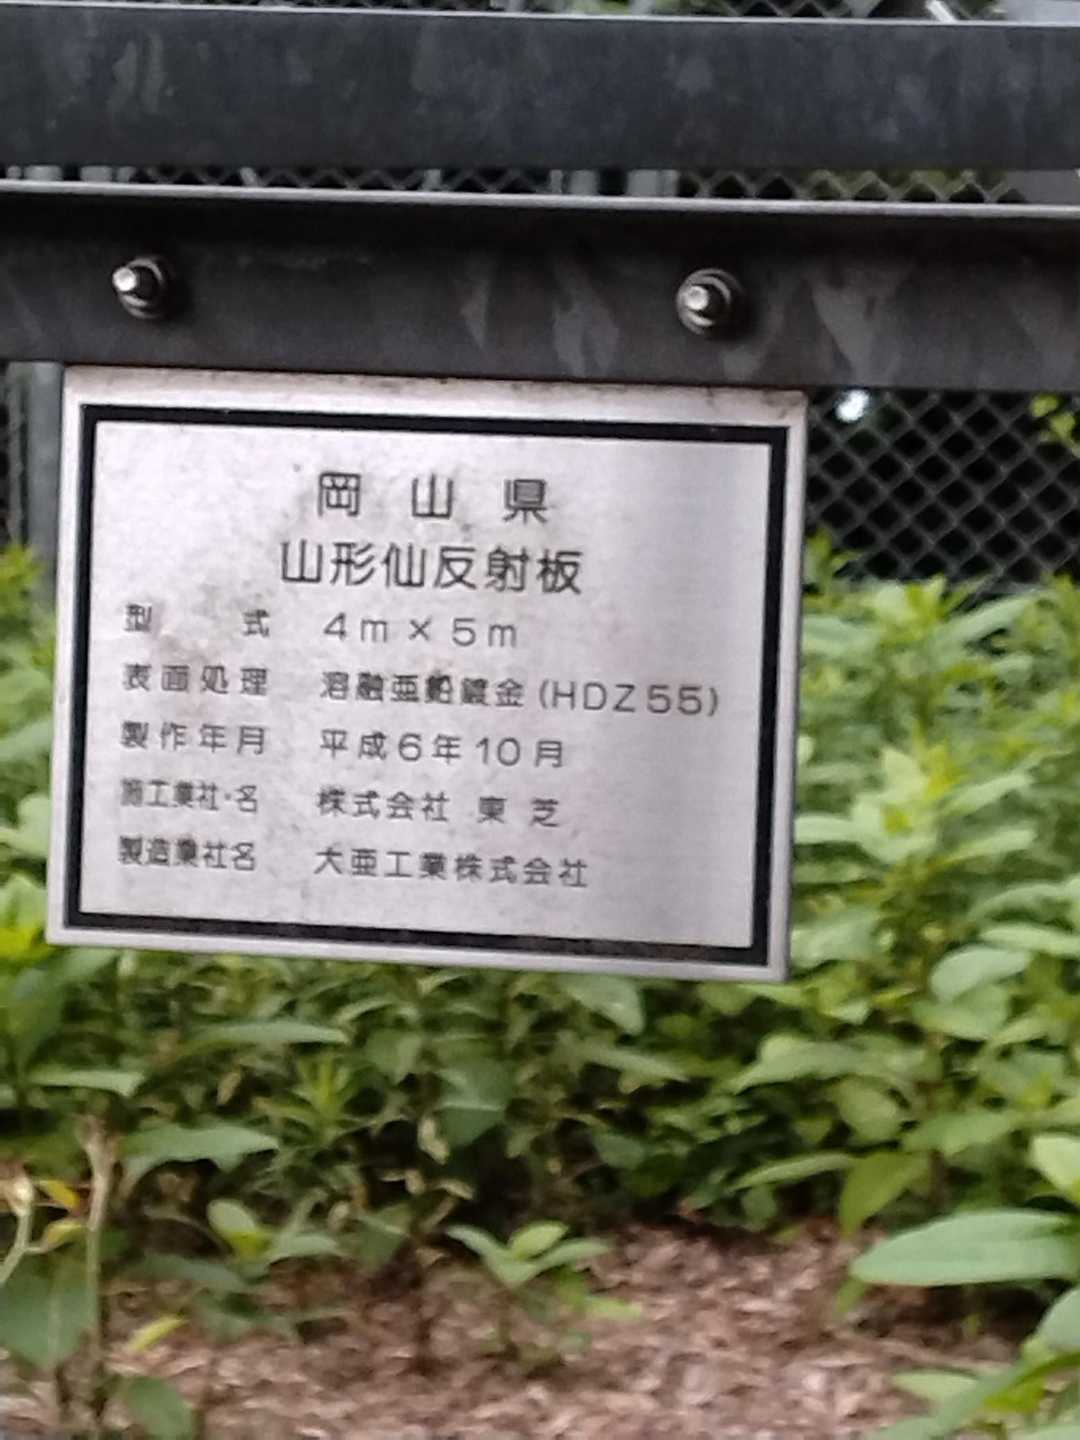 岡山県
山形仙反射板
型式 4m×5m
表面処理 溶融亜鉛鍍金(HDZ55)
製作年月 平成6年10月
施工業社名 株式会社 東芝
製造業社名 大亜工業株式会社